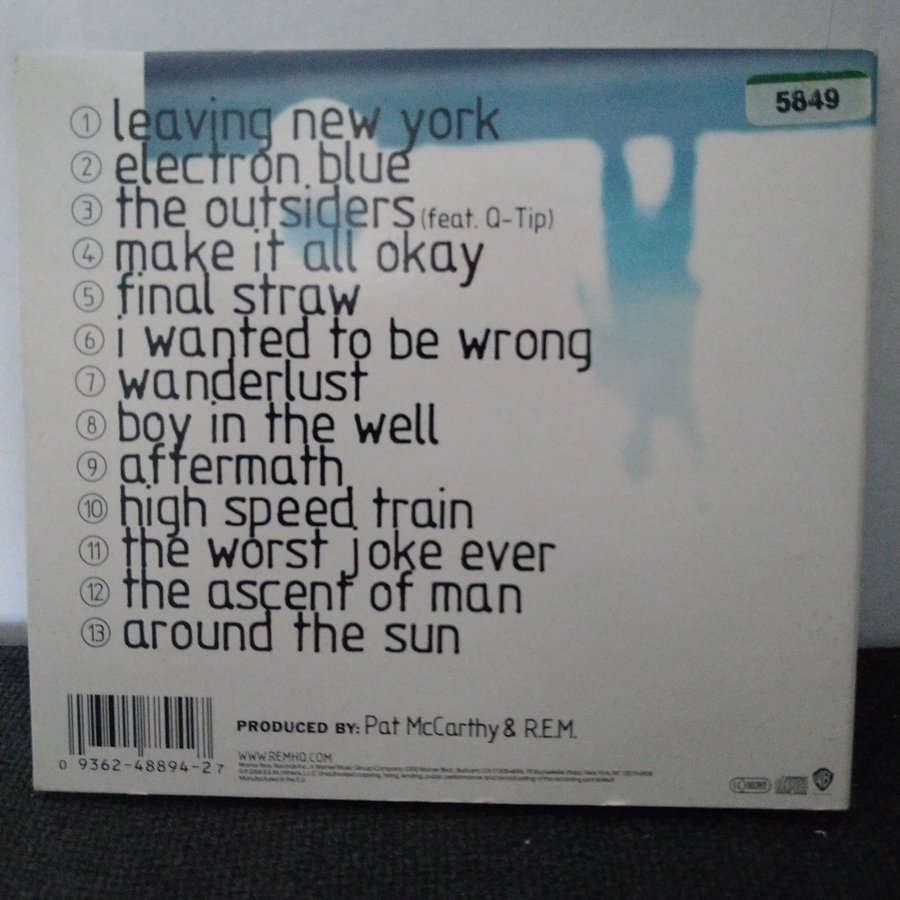 5849
1 leaving new york
2 electron blue
3 the outsiders (feat. Q-Tip)
4 make it all okay
5 final straw
6 i wanted to be wrong
7 wanderlust
8 boy in the well
9 aftermath
10 high speed train
11 the worst joke ever
12 the ascent of man
13 around the sun
PRODUCED BY: Pat McCarthy & R.E.M.
WWW.REMHQ.COM
0 9362-48894-2 7